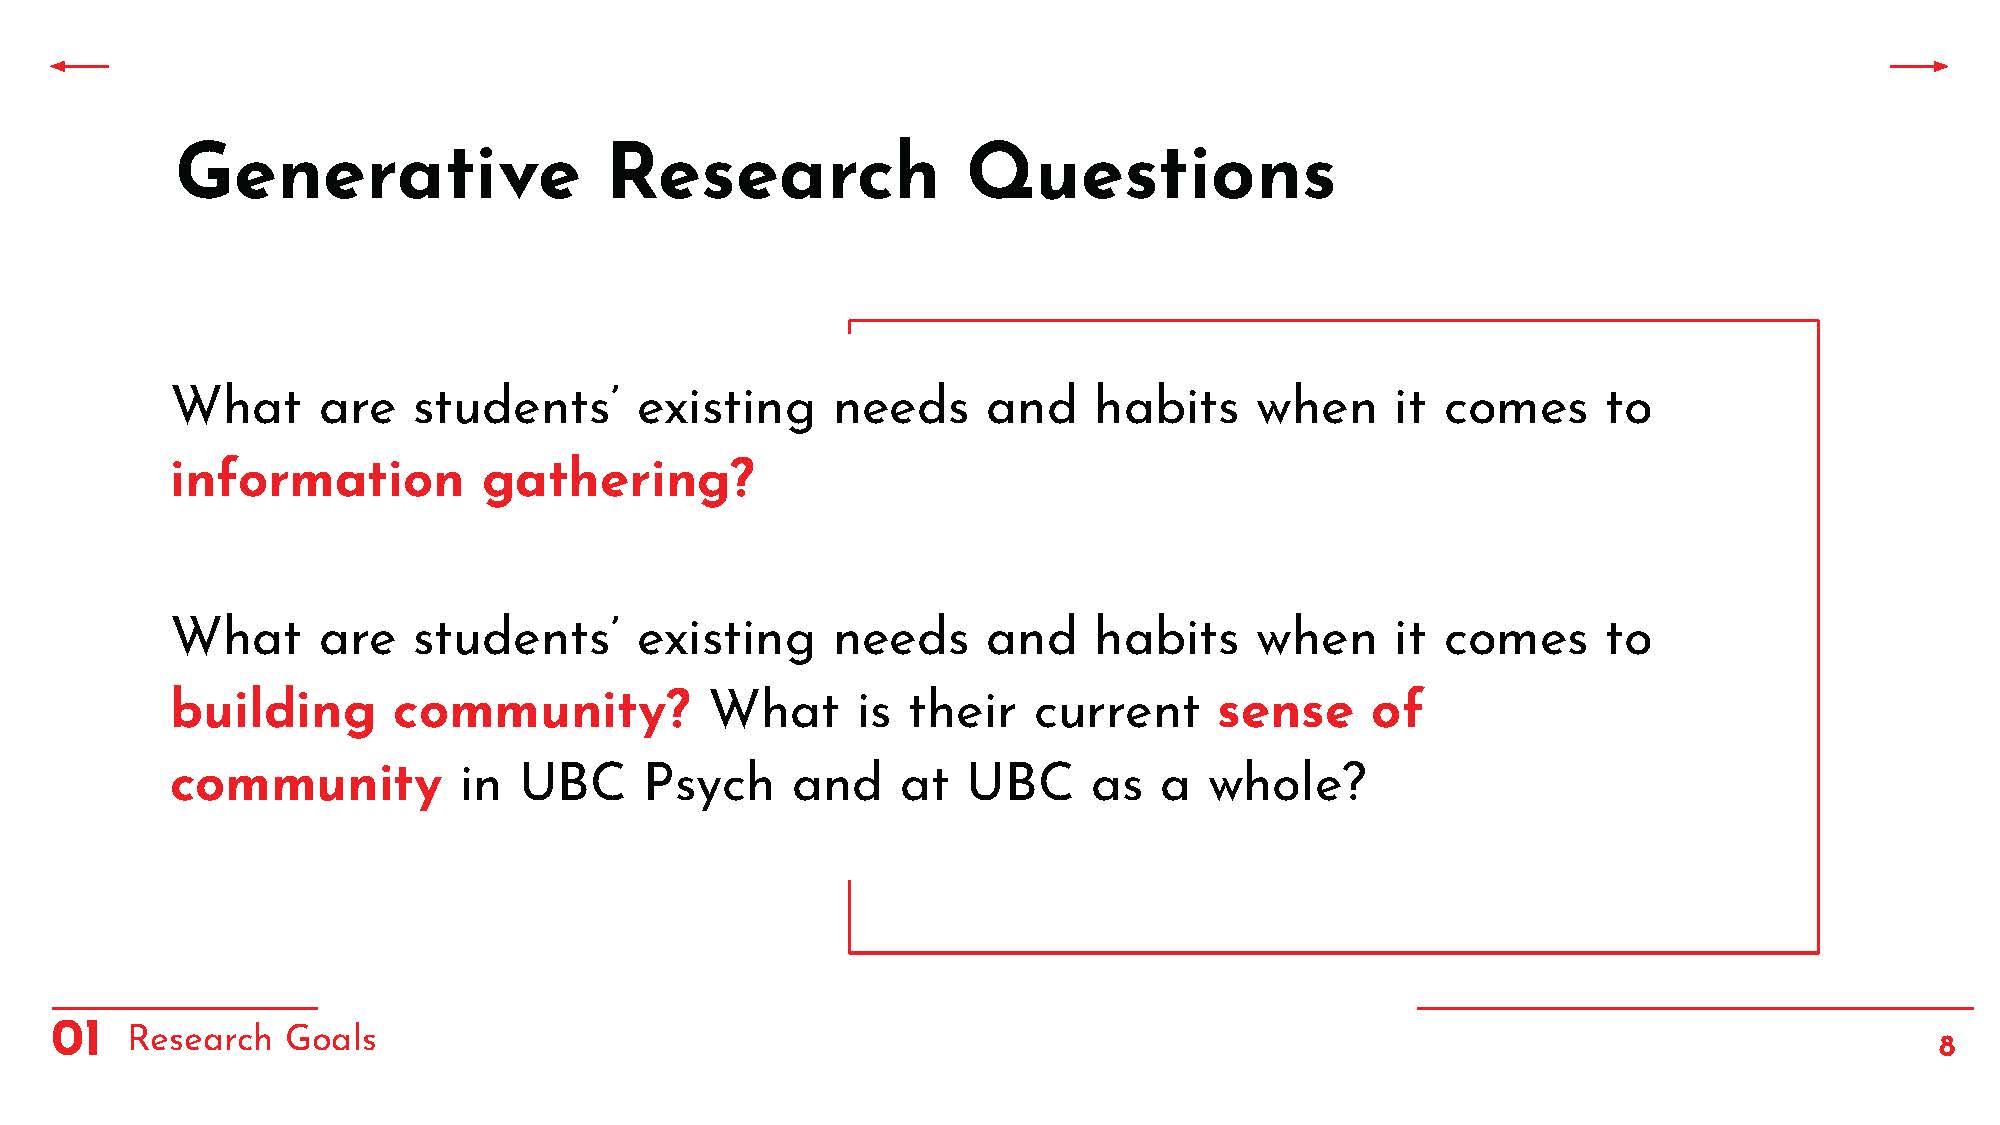 Generative Research Questions
What are students’ existing needs and habits when it comes to
information gathering?
What are students’ existing needs and habits when it comes to
building community? What is their current sense of
community in UBC Psych and at UBC as a whole?
01 Research Goals
8